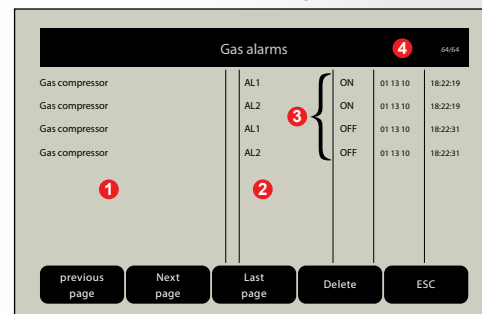 Gas alarms 4 64/64
Gas compressor AL1 ON 01 13 10 18:22:19
Gas compressor AL2 ON 01 13 10 18:22:19
3
Gas compressor AL1 OFF 01 13 10 18:22:31
Gas compressor AL2 OFF 01 13 10 18:22:31
1 2
previous page Next page Last page Delete ESC